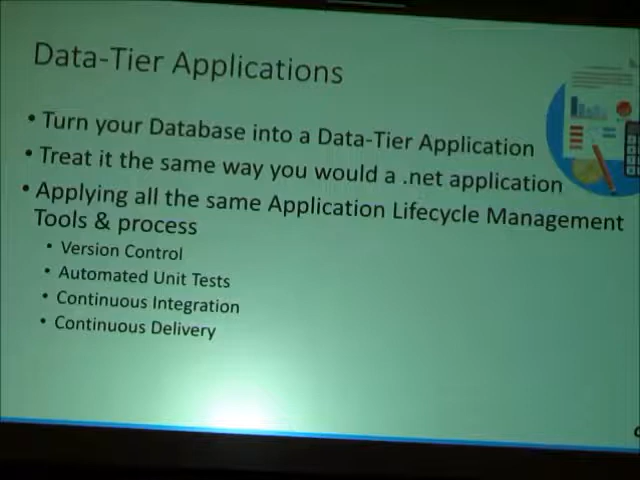 Data-Tier Applications
• Turn your Database into a Data-Tier Application
• Treat it the same way you would a .net application
• Applying all the same Application Lifecycle Management
Tools & process
• Version Control
• Automated Unit Tests
• Continuous Integration
• Continuous Delivery